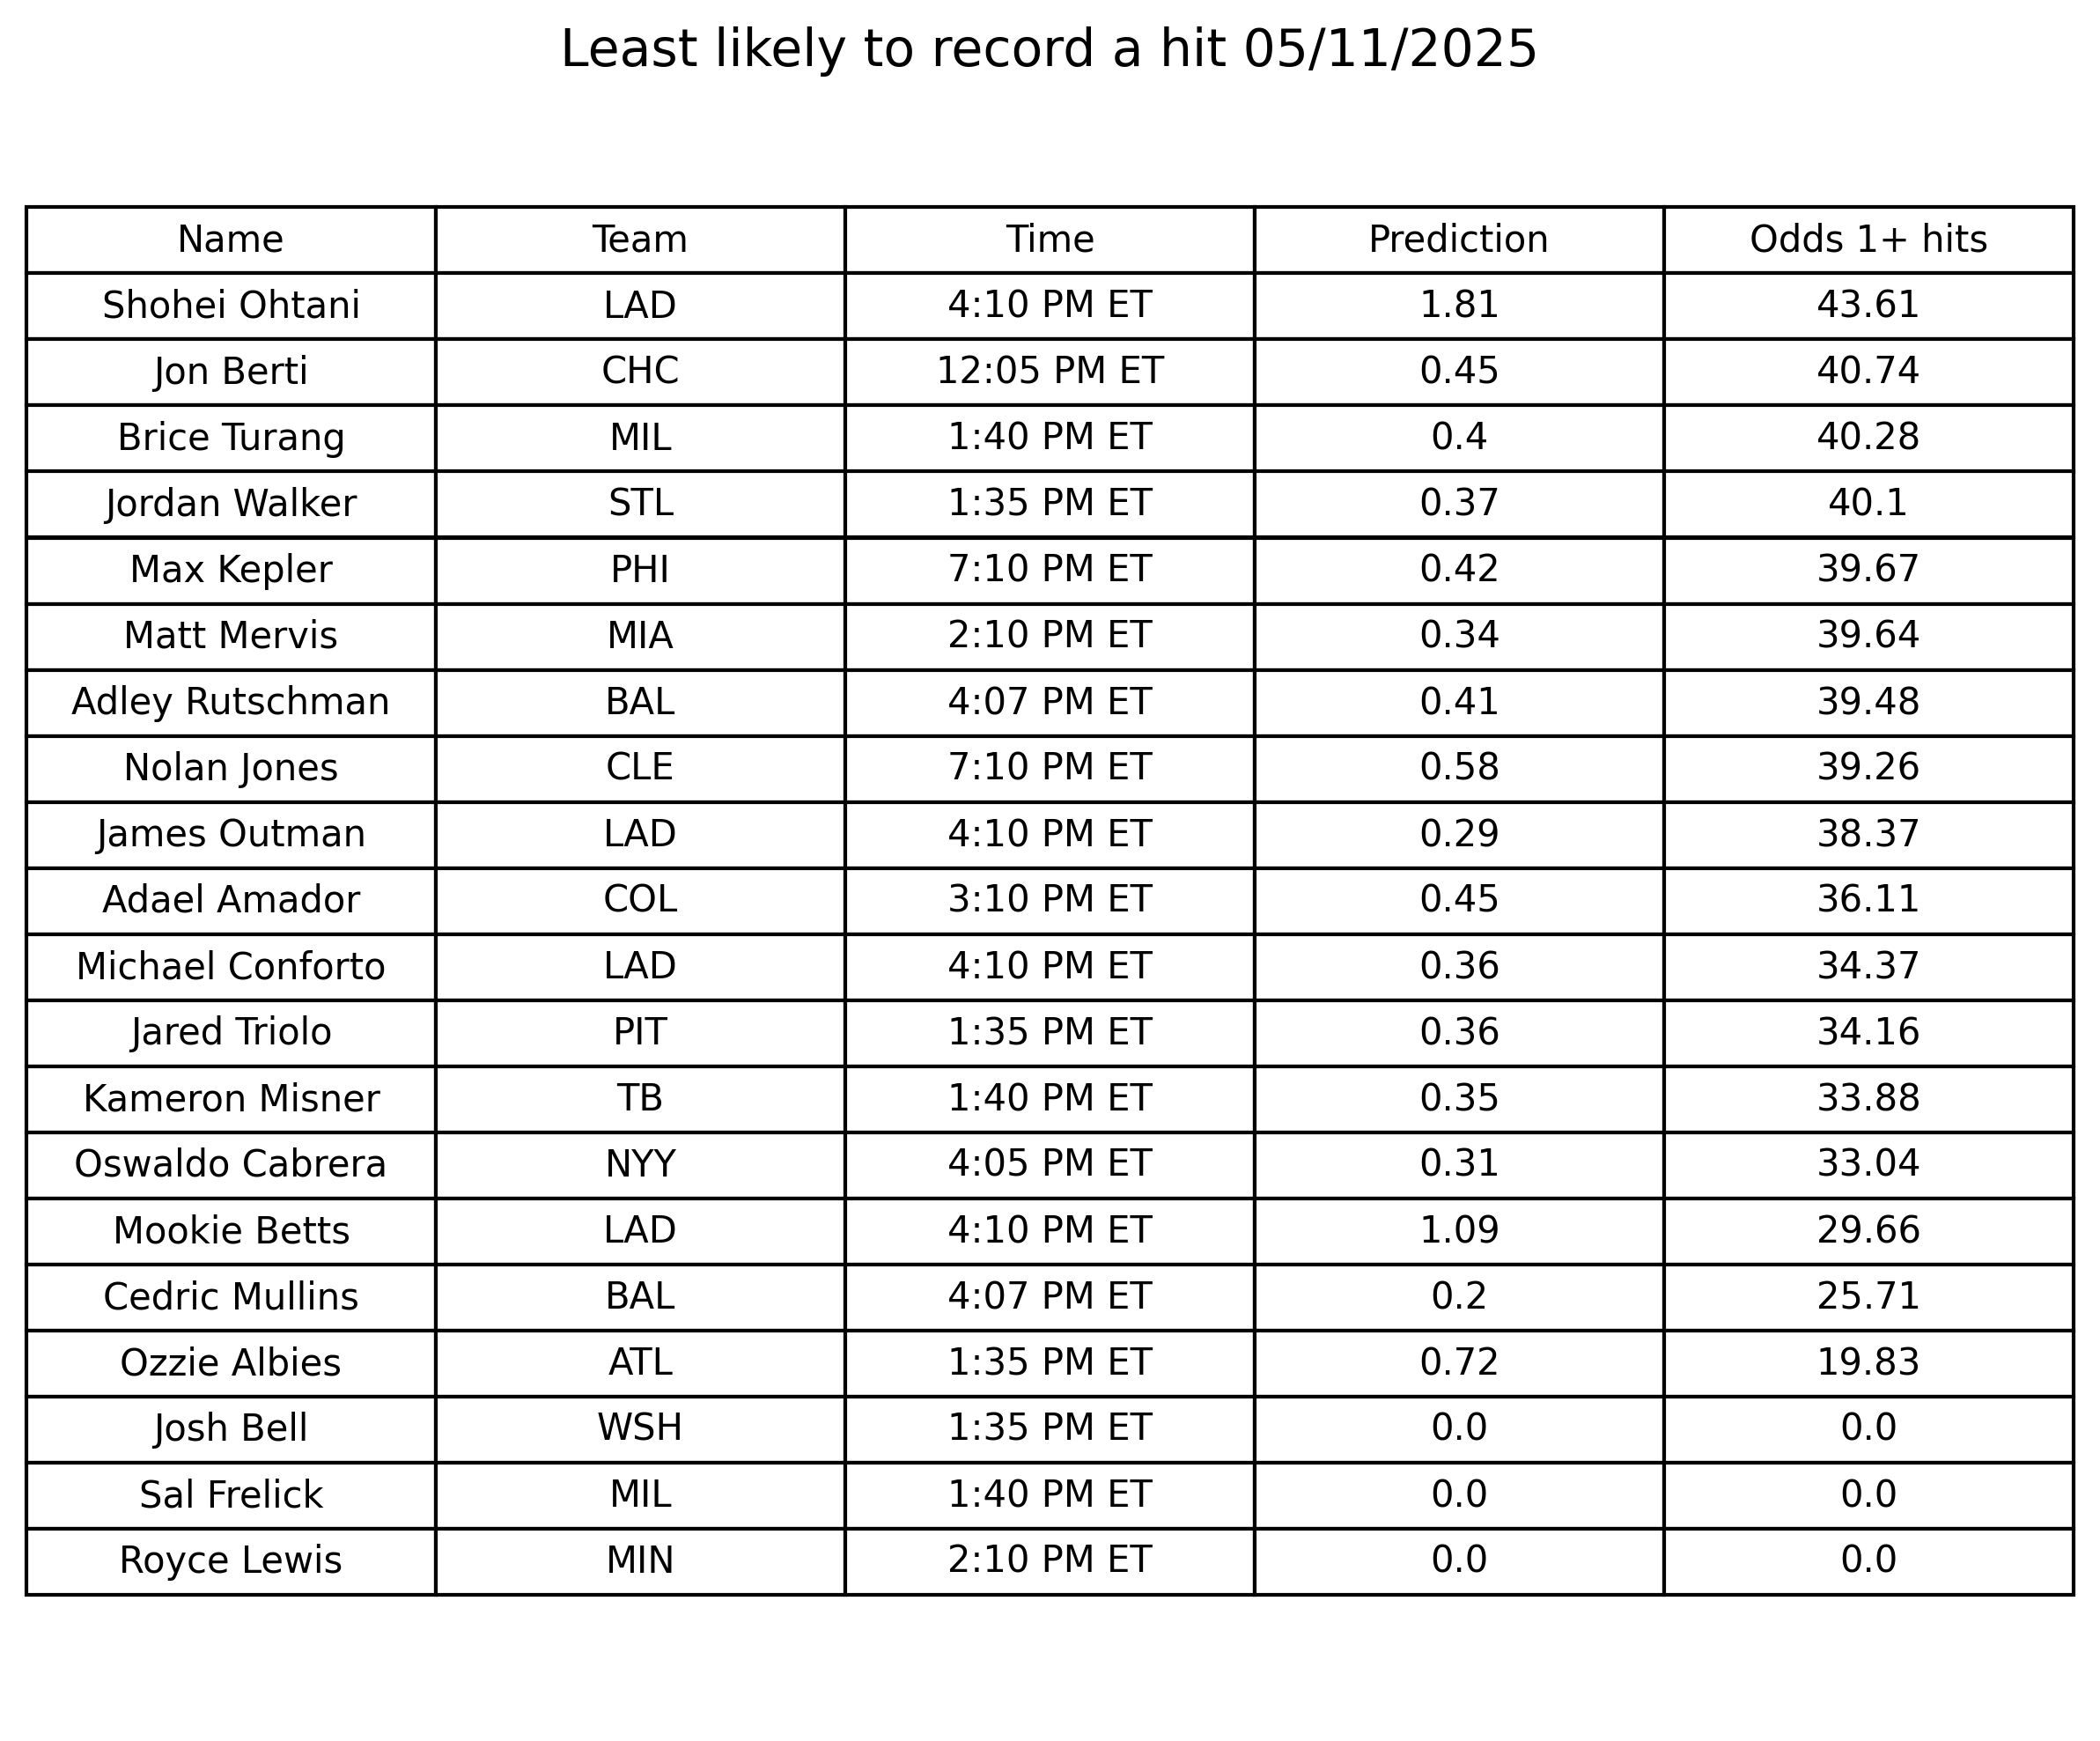 Least likely to record a hit 05/11/2025
Name Team Time Prediction Odds 1+ hits
Shohei Ohtani LAD 4:10 PM ET 1.81 43.61
Jon Berti CHC 12:05 PM ET 0.45 40.74
Brice Turang MIL 1:40 PM ET 0.4 40.28
Jordan Walker STL 1:35 PM ET 0.37 40.1
Max Kepler PHI 7:10 PM ET 0.42 39.67
Matt Mervis MIA 2:10 PM ET 0.34 39.64
Adley Rutschman BAL 4:07 PM ET 0.41 39.48
Nolan Jones CLE 7:10 PM ET 0.58 39.26
James Outman LAD 4:10 PM ET 0.29 38.37
Adael Amador COL 3:10 PM ET 0.45 36.11
Michael Conforto LAD 4:10 PM ET 0.36 34.37
Jared Triolo PIT 1:35 PM ET 0.36 34.16
Kameron Misner TB 1:40 PM ET 0.35 33.88
Oswaldo Cabrera NYY 4:05 PM ET 0.31 33.04
Mookie Betts LAD 4:10 PM ET 1.09 29.66
Cedric Mullins BAL 4:07 PM ET 0.2 25.71
Ozzie Albies ATL 1:35 PM ET 0.72 19.83
Josh Bell WSH 1:35 PM ET 0.0 0.0
Sal Frelick MIL 1:40 PM ET 0.0 0.0
Royce Lewis MIN 2:10 PM ET 0.0 0.0